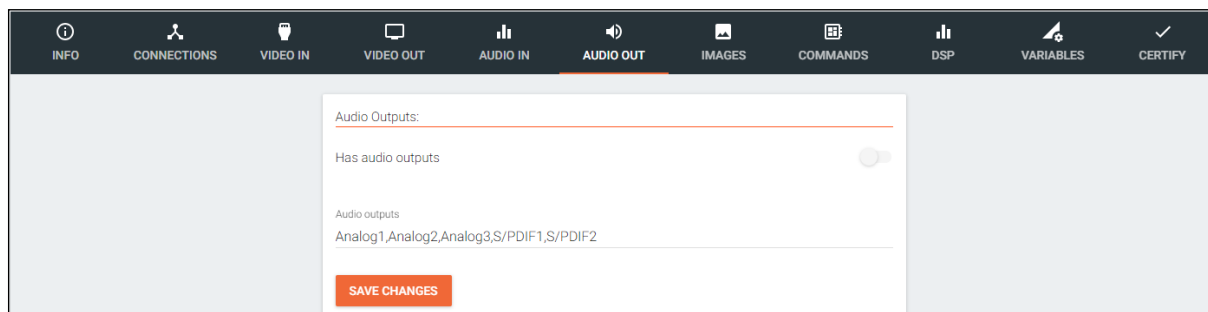 INFO
CONNECTIONS
VIDEO IN
VIDEO OUT
AUDIO IN
AUDIO OUT
IMAGES
COMMANDS
DSP
VARIABLES
CERTIFY
Audio Outputs:
Has audio outputs
Audio outputs
Analog1,Analog2,Analog3,S/PDIF1,S/PDIF2
SAVE CHANGES